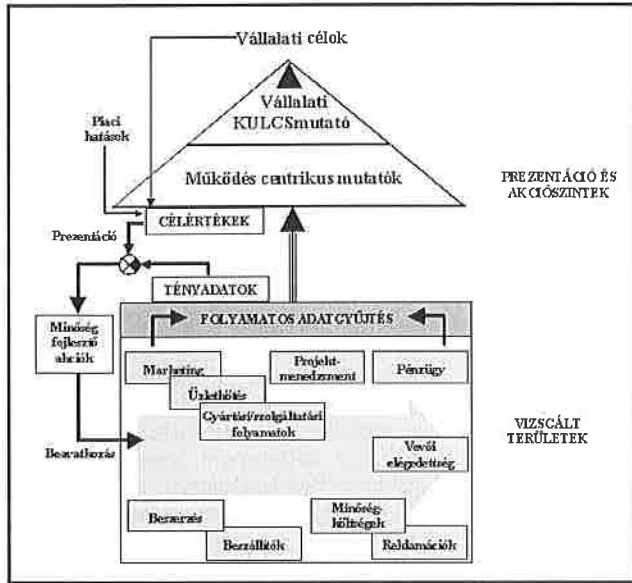 Vállalati célok
Vállalati
KULCSmutató
Piaci
hatások
Működés centrikus mutatók
PREZENTÁCIÓ ÉS
AKCIÓSZINTEK
CÉLÉRTÉKEK
Prezentáció
TÉNYADATOK
FOLYAMATOS ADATGYŰJTÉS
Minőség
fejlesztő
akciók
Marketing
Projekt-
menedzsment
Pénzügy
Üzletkötés
Gyártási/szolgáltatási
folyamatok
VIZSGÁLT
TERÜLETEK
Beavatkozás
Vevői
elégedettség
Beszerzés
Minőség-
költségek
Beszállítók
Reklamációk